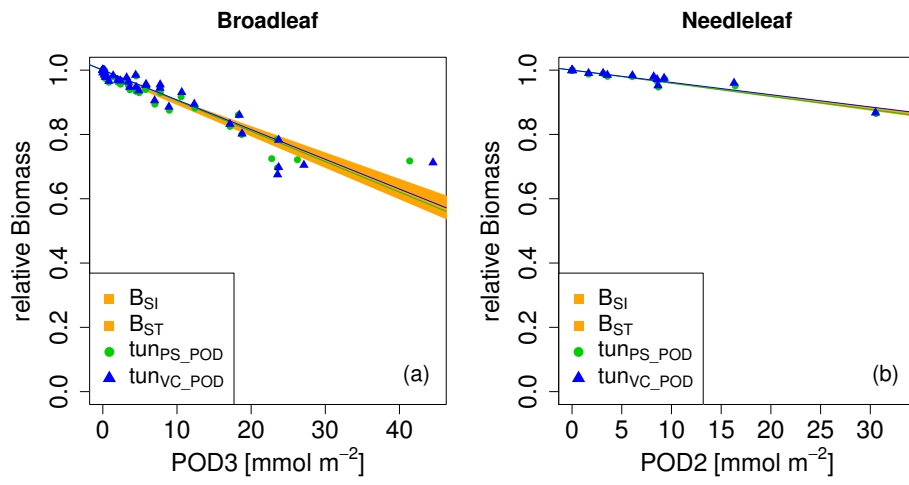 Broadleaf
relative Biomass
0.0 0.2 0.4 0.6 0.8 1.0
B_SI
B_ST
tun_PS_POD
tun_VC_POD
(a)
0 10 20 30 40
POD3 [mmol m⁻²]
Needleleaf
relative Biomass
0.0 0.2 0.4 0.6 0.8 1.0
B_SI
B_ST
tun_PS_POD
tun_VC_POD
(b)
0 5 10 15 20 25 30
POD2 [mmol m⁻²]